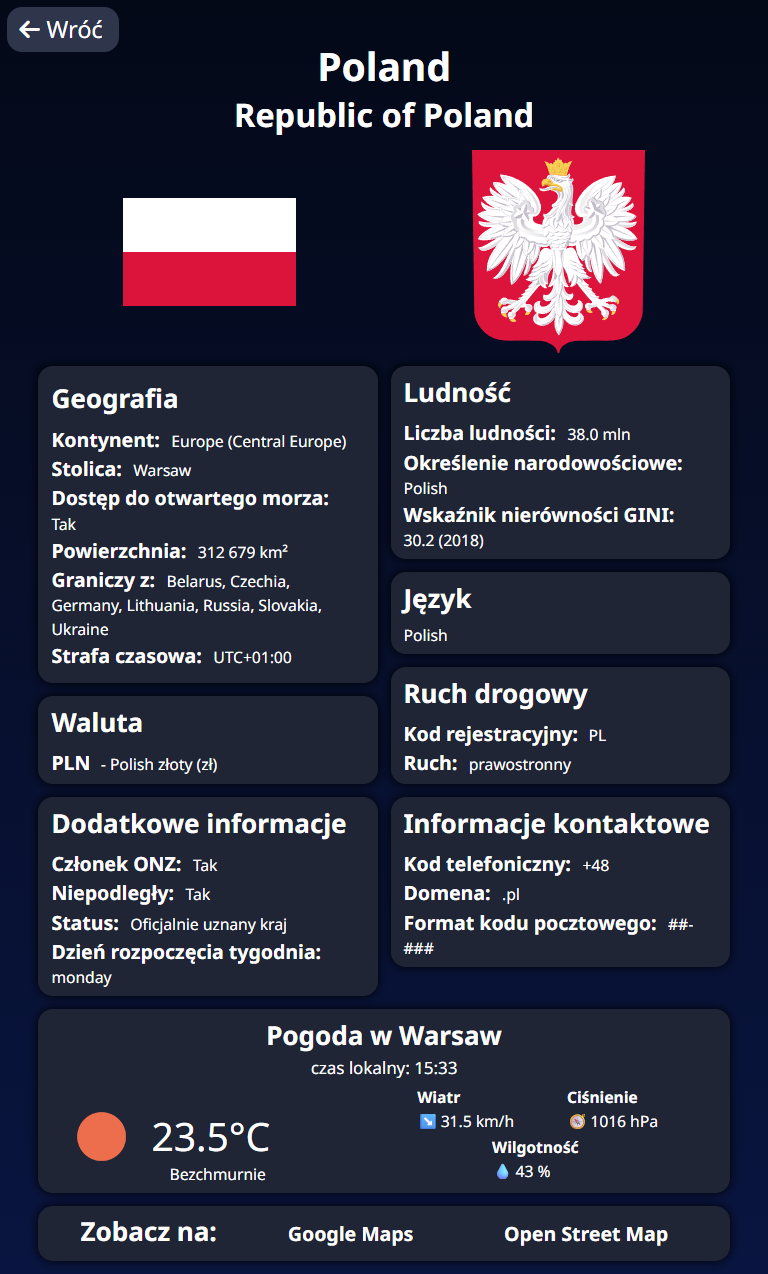 Wróć
Poland
Republic of Poland
Geografia
Kontynent: Europe (Central Europe)
Stolica: Warsaw
Dostęp do otwartego morza:
Tak
Powierzchnia: 312 679 km²
Graniczy z: Belarus, Czechia,
Germany, Lithuania, Russia, Slovakia,
Ukraine
Strafa czasowa: UTC+01:00
Ludność
Liczba ludności: 38.0 mln
Określenie narodowościowe:
Polish
Wskaźnik nierówności GINI:
30.2 (2018)
Język
Polish
Waluta
PLN - Polish złoty (zł)
Ruch drogowy
Kod rejestracyjny: PL
Ruch: prawostronny
Dodatkowe informacje
Członek ONZ: Tak
Niepodległy: Tak
Status: Oficjalnie uznany kraj
Dzień rozpoczęcia tygodnia:
monday
Informacje kontaktowe
Kod telefoniczny: +48
Domena: .pl
Format kodu pocztowego: ##-
###
Pogoda w Warsaw
czas lokalny: 15:33
23.5°C
Bezchmurnie
Wiatr
31.5 km/h
Ciśnienie
1016 hPa
Wilgotność
43 %
Zobacz na: Google Maps Open Street Map